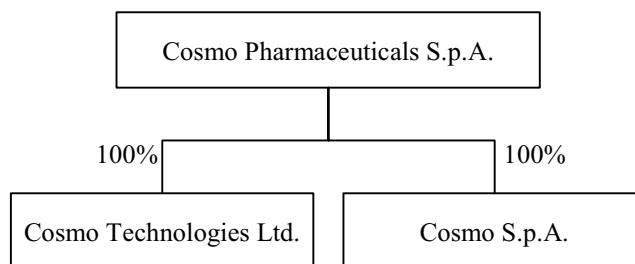 Cosmo Pharmaceuticals S.p.A.
100%
100%
Cosmo Technologies Ltd.
Cosmo S.p.A.